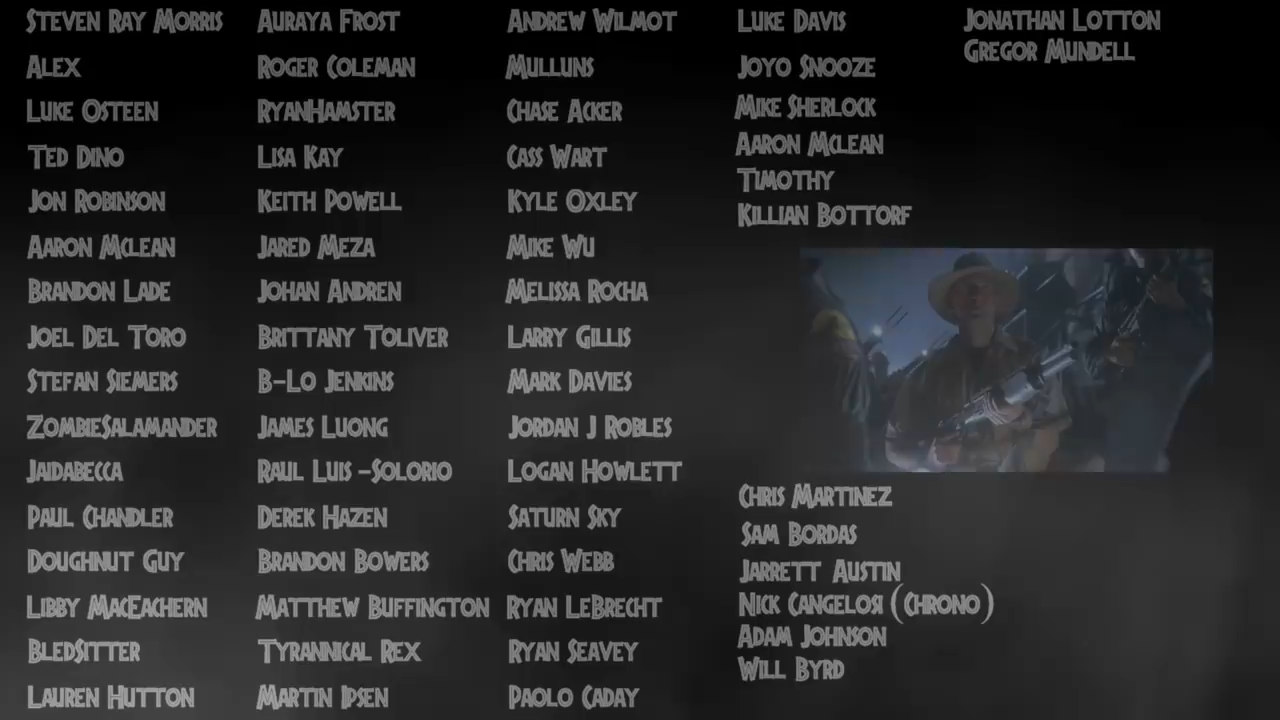 Steven Ray Morris
Alex
Luke Osteen
Ted Dino
Jon Robinson
Aaron Mclean
Brandon Lade
Joel Del Toro
Stefan Siemers
ZombieSalamander
Jaidabecca
Paul Chandler
Doughnut Guy
Libby MacEachern
BledSitter
Lauren Hutton
Auraya Frost
Roger Coleman
RyanHamster
Lisa Kay
Keith Powell
Jared Meza
Johan Andren
Brittany Toliver
B-Lo Jenkins
James Luong
Raul Luis -Solorio
Derek Hazen
Brandon Bowers
Matthew Buffington
Tyrannical Rex
Martin Ipsen
Andrew Wilmot
Mulluns
Chase Acker
Cass Wart
Kyle Oxley
Mike Wu
Melissa Rocha
Larry Gillis
Mark Davies
Jordan J Robles
Logan Howlett
Saturn Sky
Chris Webb
Ryan LeBrecht
Ryan Seavey
Paolo Caday
Luke Davis
Joyo Snooze
Mike Sherlock
Aaron Mclean
Timothy
Killian Bottorf
Chris Martinez
Sam Bordas
Jarrett Austin
Nick Cangelosi (Chrono)
Adam Johnson
Will Byrd
Jonathan Lotton
Gregor Mundell